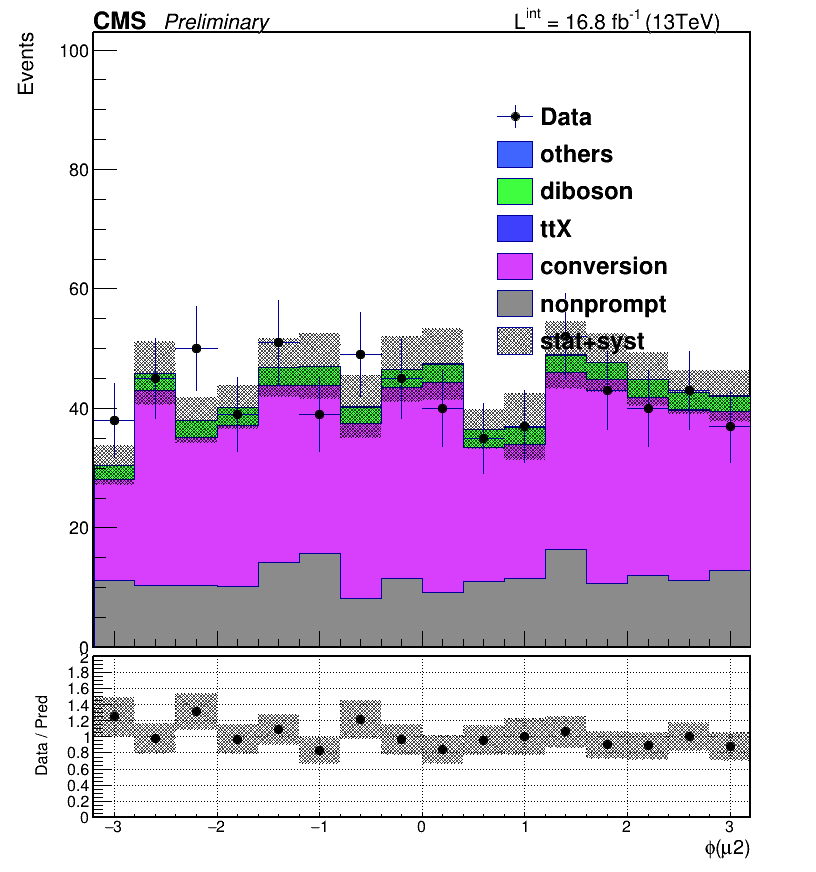 CMS Preliminary L^int = 16.8 fb^-1 (13TeV)
Events
100
80
60
40
20
0
Data
others
diboson
ttX
conversion
nonprompt
stat+syst
Data / Pred
2
1.8
1.6
1.4
1.2
1
0.8
0.6
0.4
0.2
0
−3 −2 −1 0 1 2 3
ϕ(μ2)